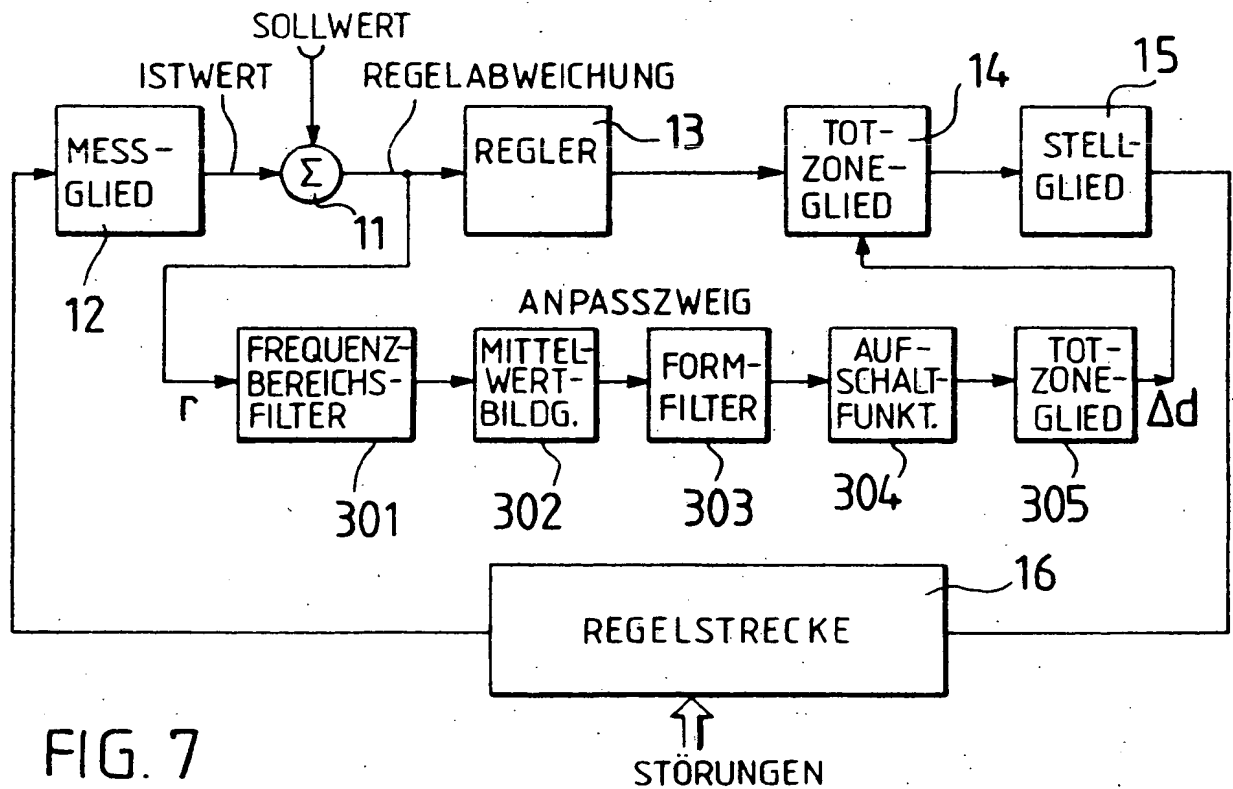 SOLLWERT
ISTWERT
REGELABWEICHUNG
14
15
MESS-
GLIED
Σ
REGLER
13
TOT-
ZONE-
GLIED
STELL-
GLIED
11
12
ANPASSZWEIG
r
FREQUENZ-
BEREICHS-
FILTER
MITTEL-
WERT-
BILDG.
FORM-
FILTER
AUF-
SCHALT-
FUNKT.
TOT-
ZONE-
GLIED
Δd
301
302
303
304
305
16
REGELSTRECKE
FIG. 7
STÖRUNGEN